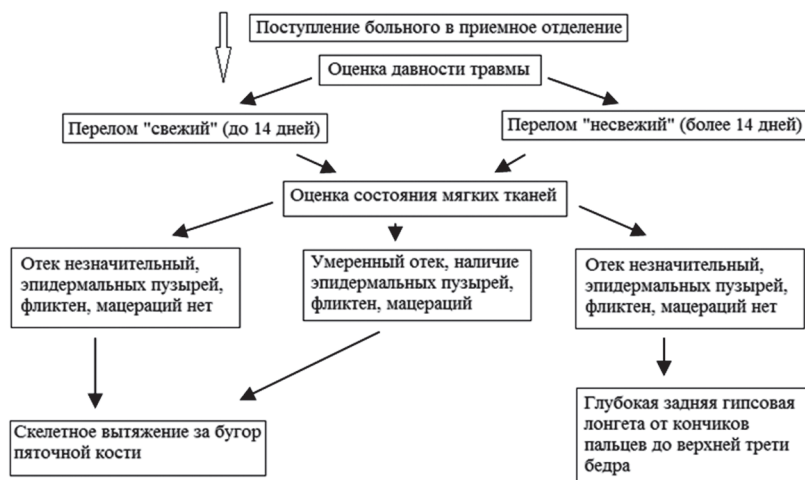 Поступление больного в приемное отделение
Оценка давности травмы
Перелом "свежий" (до 14 дней)
Перелом "несвежий" (более 14 дней)
Оценка состояния мягких тканей
Отек незначительный,
эпидермальных пузырей,
фликтен, мацераций нет
Умеренный отек, наличие
эпидермальных пузырей,
фликтен, мацераций
Отек незначительный,
эпидермальных пузырей,
фликтен, мацераций нет
Скелетное вытяжение за бугор
пяточной кости
Глубокая задняя гипсовая
лонгета от кончиков
пальцев до верхней трети
бедра